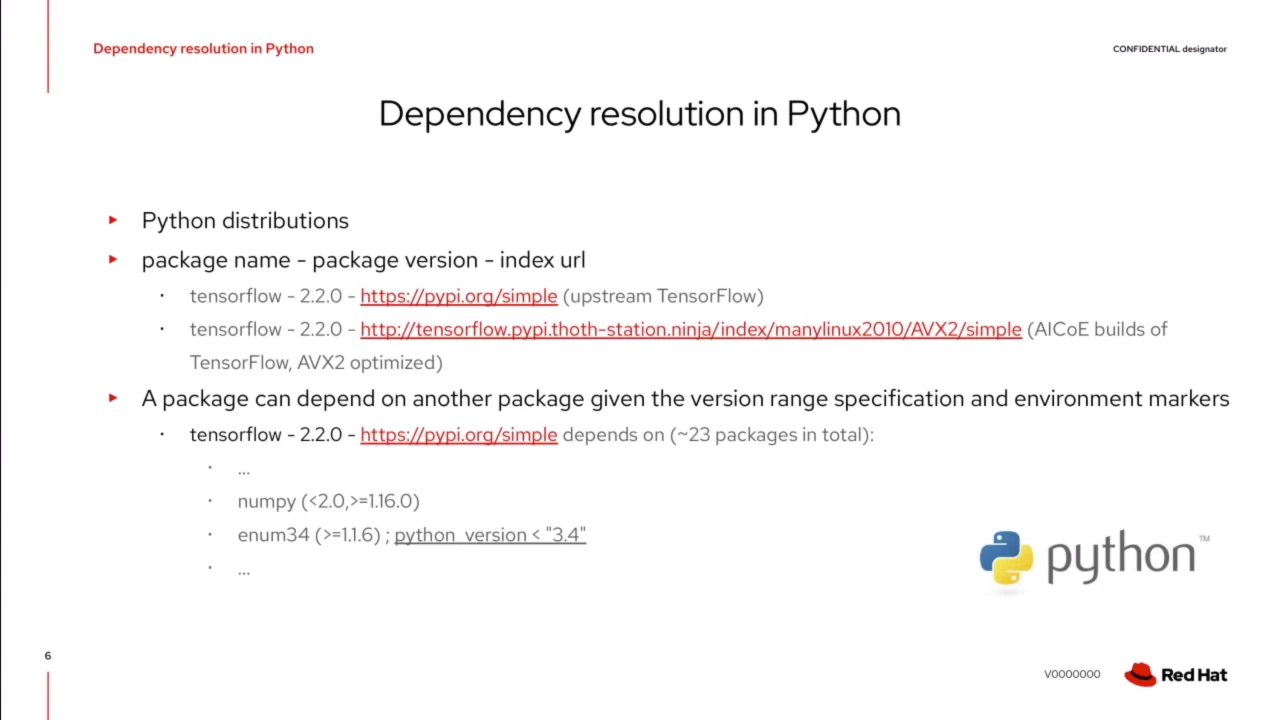 Dependency resolution in Python
CONFIDENTIAL designator
Dependency resolution in Python
Python distributions
package name - package version - index url
tensorflow - 2.2.0 - https://pypi.org/simple (upstream TensorFlow)
tensorflow - 2.2.0 - http://tensorflow.pypi.thoth-station.ninja/index/manylinux2010/AVX2/simple (AICoE builds of
TensorFlow, AVX2 optimized)
A package can depend on another package given the version range specification and environment markers
tensorflow - 2.2.0 - https://pypi.org/simple depends on (~23 packages in total):
...
numpy (<2.0,>=1.16.0)
enum34 (>=1.1.6) ; python_version < "3.4"
...
python™
6
V0000000
Red Hat